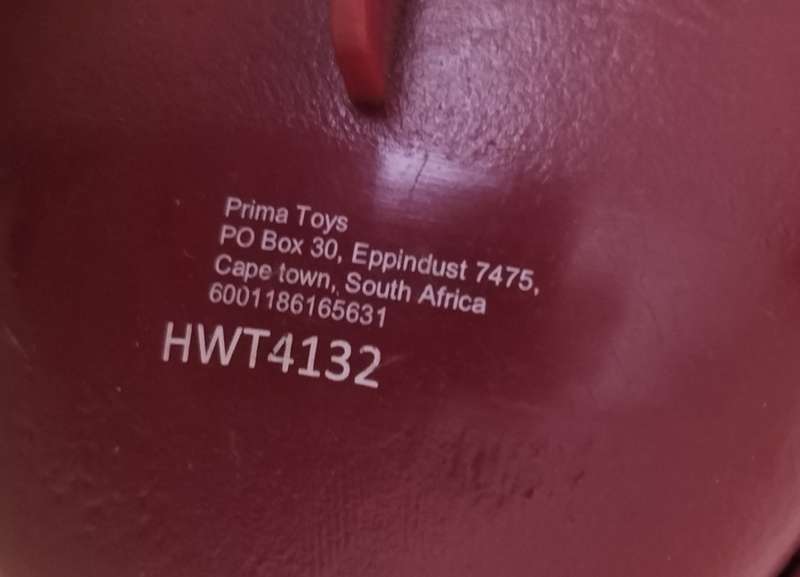 Prima Toys
PO Box 30, Eppindust 7475,
Cape town, South Africa
6001186165631
HWT4132